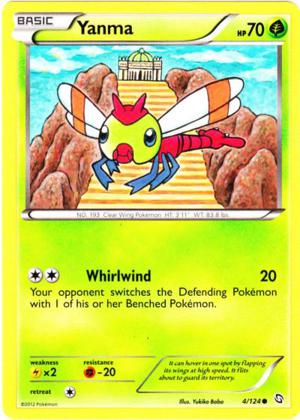 BASIC Yanma HP 70
NO. 193 Clear Wing Pokémon HT: 3'11" WT: 83.8 lbs.
Whirlwind 20
Your opponent switches the Defending Pokémon
with 1 of his or her Benched Pokémon.
weakness resistance
×2 -20
retreat
It can hover in one spot by flapping
its wings at high speed. It flits
about to guard its territory.
©2012 Pokémon Illus. Yukiko Baba 4/124